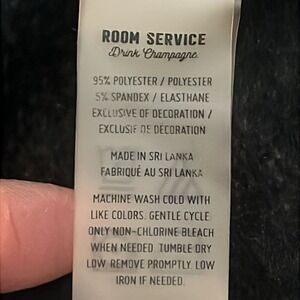 ROOM SERVICE
Drink Champagne.
95% POLYESTER / POLYESTER
5% SPANDEX / ELASTHANE
EXCLUSIVE OF DECORATION /
EXCLUSIF DE DECORATION
MADE IN SRI LANKA
FABRIQUÉ AU SRI LANKA
MACHINE WASH COLD WITH
LIKE COLORS. GENTLE CYCLE.
ONLY NON-CHLORINE BLEACH
WHEN NEEDED. TUMBLE DRY
LOW. REMOVE PROMPTLY. LOW
IRON IF NEEDED.